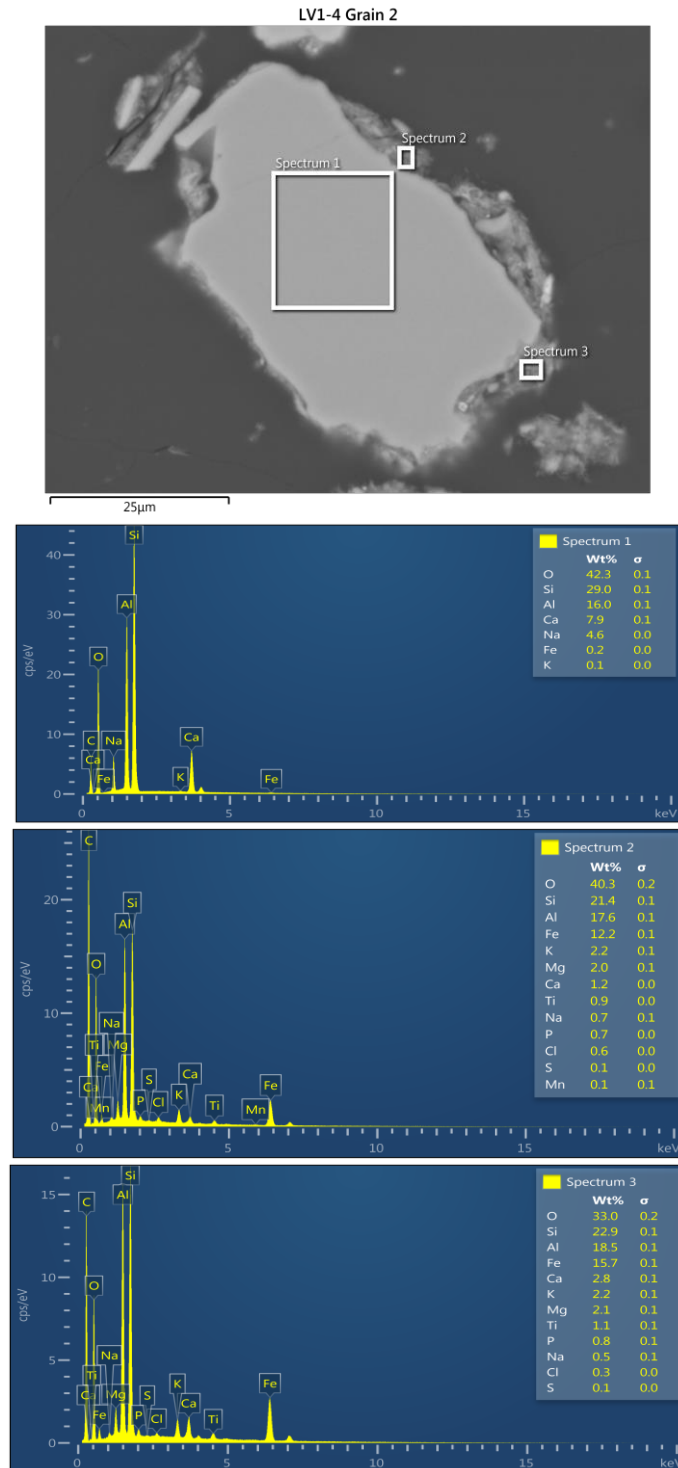 LV1-4 Grain 2
Spectrum 2
Spectrum 1
Spectrum 3
25µm
Si
Al
O
C
Na
Ca
Ca
Fe
K
Fe
40
30
20
10
0
cps/eV
0
5
10
15
keV
Spectrum 1
Wt% σ
O 42.3 0.1
Si 29.0 0.1
Al 16.0 0.1
Ca 7.9 0.1
Na 4.6 0.0
Fe 0.2 0.0
K 0.1 0.0
C
Si
Al
O
Na
Ti
Mg
Fe
Ca
Mn
S
P
Cl
K
Ca
Ti
Mn
Fe
20
10
0
cps/eV
0
5
10
15
keV
Spectrum 2
Wt% σ
O 40.3 0.2
Si 21.4 0.1
Al 17.6 0.1
Fe 12.2 0.1
K 2.2 0.1
Mg 2.0 0.1
Ca 1.2 0.0
Ti 0.9 0.0
Na 0.7 0.1
P 0.7 0.0
Cl 0.6 0.0
S 0.1 0.0
Mn 0.1 0.1
Si
Al
C
O
Na
Ti
Ca
Mg
Fe
S
P
Cl
K
Ca
Ti
Fe
15
10
5
0
cps/eV
0
5
10
15
keV
Spectrum 3
Wt% σ
O 33.0 0.2
Si 22.9 0.1
Al 18.5 0.1
Fe 15.7 0.1
Ca 2.8 0.1
K 2.2 0.1
Mg 2.1 0.1
Ti 1.1 0.1
P 0.8 0.1
Na 0.5 0.1
Cl 0.3 0.0
S 0.1 0.0